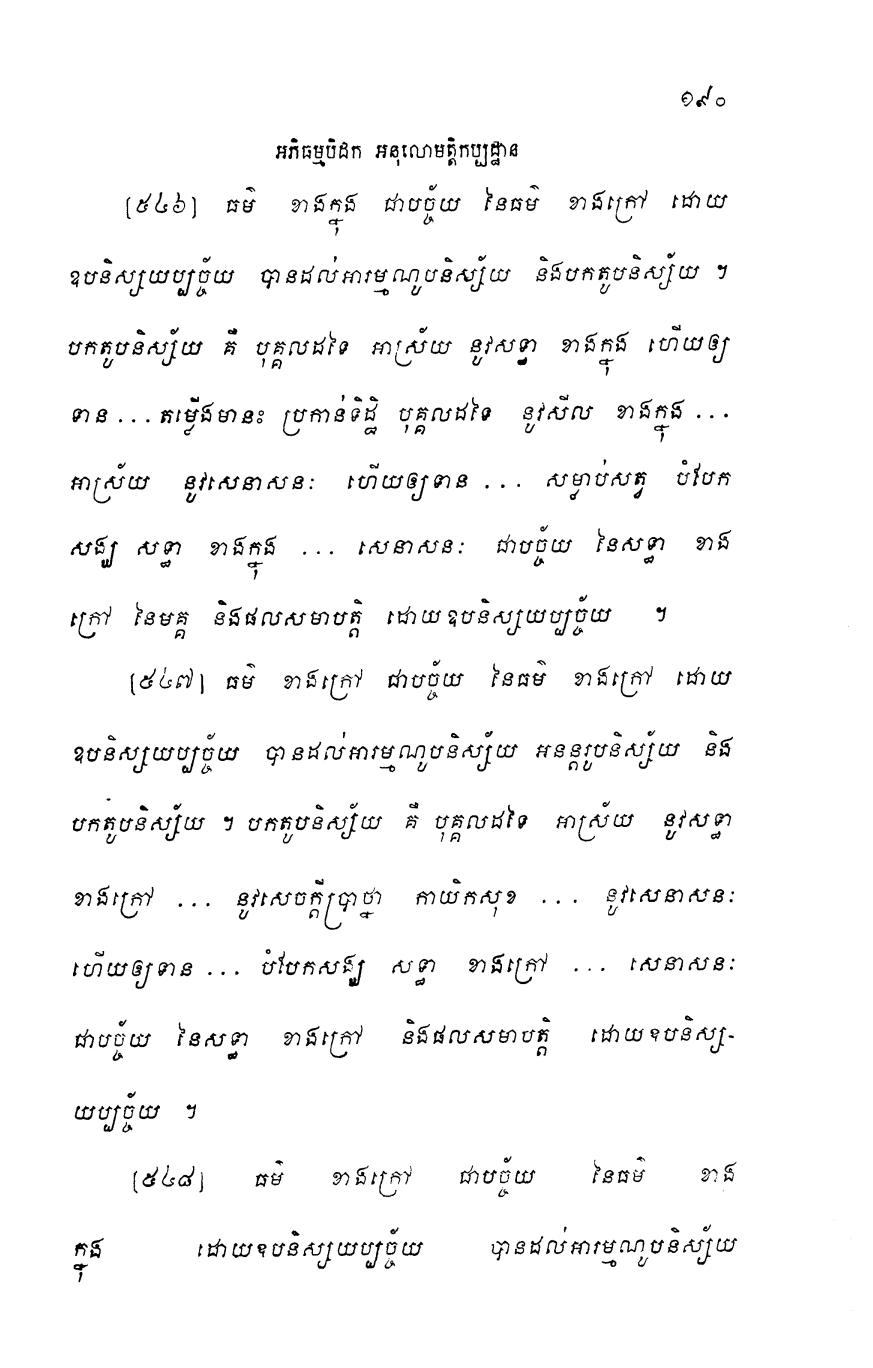 ១៩០
អភិធម្មបិដក អនុលោមត្តិកប្បដ្ឋាន
[៥៤៦] ធម៌ ខាងក្នុង ជាបច្ច័យ នៃធម៌ ខាងក្រៅ ដោយ
ឧបនិស្សយប្បច្ច័យ បានដល់អារម្មណូបនិស្ស័យ និងបកតូបនិស្ស័យ ។
បកតូបនិស្ស័យ គឺ បុគ្គលដទៃ អាស្រ័យ នូវសទ្ធា ខាងក្នុង ហើយឲ្យ
ទាន ... តម្កើងមានះ ប្រកាន់ទិដ្ឋិ បុគ្គលដទៃ នូវសីល ខាងក្នុង ...
អាស្រ័យ នូវសេនាសនៈ ហើយឲ្យទាន ... សម្លាប់សត្វ បំបែក
សង្ឃ សទ្ធា ខាងក្នុង ... សេនាសនៈ ជាបច្ច័យ នៃសទ្ធា ខាង
ក្រៅ នៃមគ្គ និងផលសមាបត្តិ ដោយឧបនិស្សយប្បច្ច័យ ។
[៥៤៧] ធម៌ ខាងក្រៅ ជាបច្ច័យ នៃធម៌ ខាងក្រៅ ដោយ
ឧបនិស្សយប្បច្ច័យ បានដល់អារម្មណូបនិស្ស័យ អនន្តរូបនិស្ស័យ និង
បកតូបនិស្ស័យ ។ បកតូបនិស្ស័យ គឺ បុគ្គលដទៃ អាស្រ័យ នូវសទ្ធា
ខាងក្រៅ ... នូវសេចក្តីប្រាថ្នា កាយិកសុខ ... នូវសេនាសនៈ
ហើយឲ្យទាន ... បំបែកសង្ឃ សទ្ធា ខាងក្រៅ ... សេនាសនៈ
ជាបច្ច័យ នៃសទ្ធា ខាងក្រៅ និងផលសមាបត្តិ ដោយឧបនិស្ស-
យប្បច្ច័យ ។
[៥៤៨] ធម៌ ខាងក្រៅ ជាបច្ច័យ នៃធម៌ ខាង
ក្នុង ដោយឧបនិស្សយប្បច្ច័យ បានដល់អារម្មណូបនិស្ស័យ